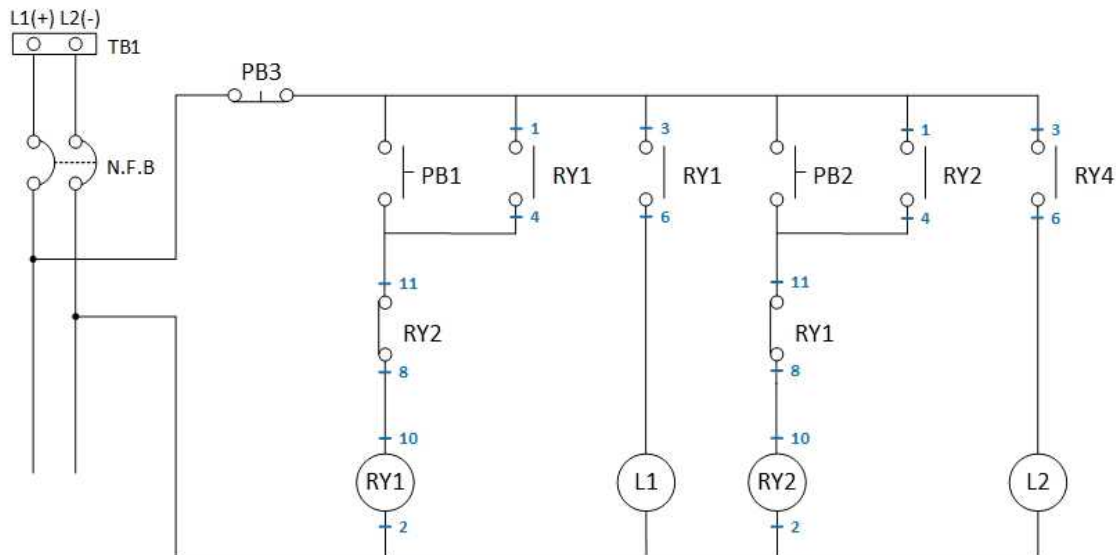 L1(+) L2(-)
TB1
PB3
N.F.B
1 3 1 3
PB1 RY1 RY1 PB2 RY2 RY4
4 6 4 6
11 11
RY2 RY1
8 8
10 10
RY1 L1 RY2 L2
2 2